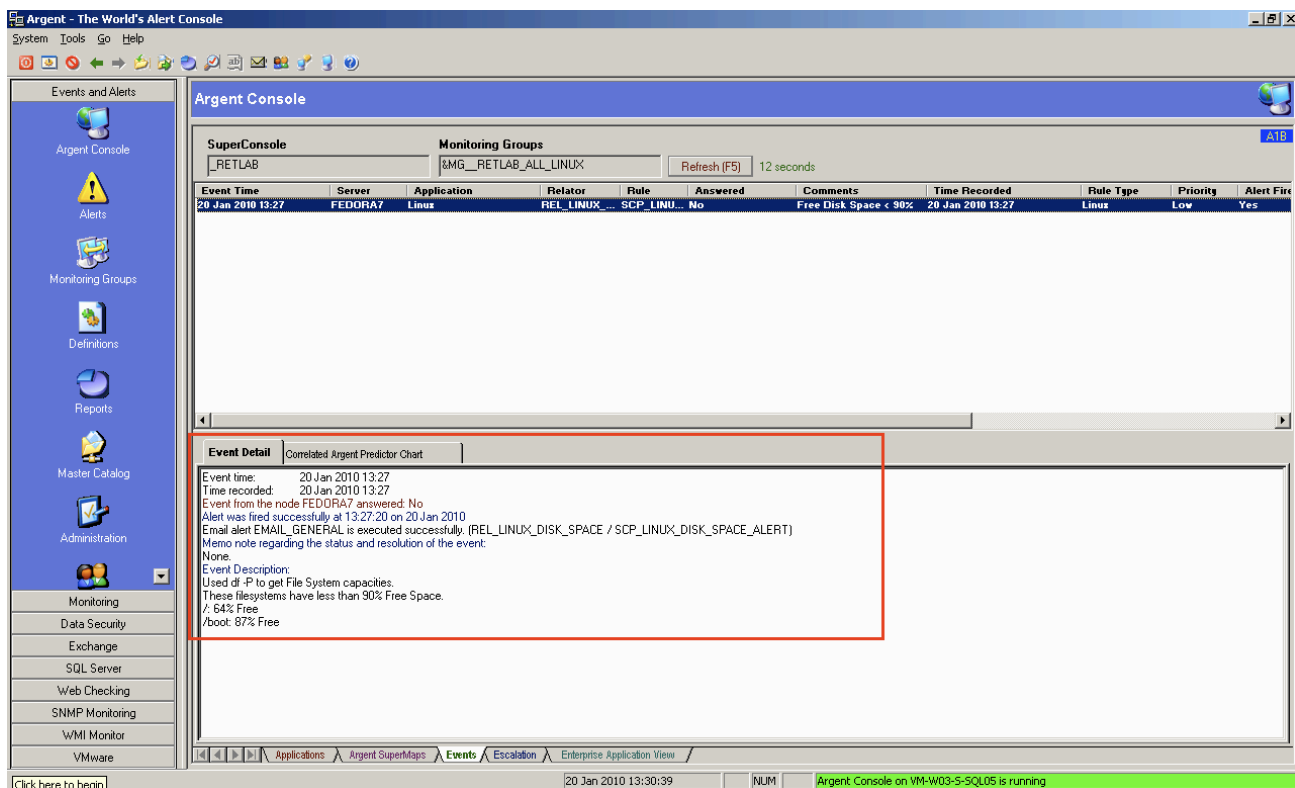 Argent - The World's Alert Console
System Tools Go Help
Events and Alerts
Argent Console
Alerts
Monitoring Groups
Definitions
Reports
Master Catalog
Administration
Monitoring
Data Security
Exchange
SQL Server
Web Checking
SNMP Monitoring
WMI Monitor
VMware
Click here to begin
Argent Console
A1B
SuperConsole Monitoring Groups
_RETLAB &MG__RETLAB_ALL_LINUX Refresh (F5) 12 seconds
Event Time Server Application Relator Rule Answered Comments Time Recorded Rule Type Priority Alert Fire
20 Jan 2010 13:27 FEDORA7 Linux REL_LINUX_... SCP_LINU... No Free Disk Space < 90% 20 Jan 2010 13:27 Linux Low Yes
Event Detail Correlated Argent Predictor Chart
Event time: 20 Jan 2010 13:27
Time recorded: 20 Jan 2010 13:27
Event from the node FEDORA7 answered: No
Alert was fired successfully at 13:27:20 on 20 Jan 2010
Email alert EMAIL_GENERAL is executed successfully. (REL_LINUX_DISK_SPACE / SCP_LINUX_DISK_SPACE_ALERT)
Memo note regarding the status and resolution of the event:
None.
Event Description:
Used df -P to get File System capacities.
These filesystems have less than 90% Free Space.
/: 64% Free
/boot: 87% Free
Applications Argent SuperMaps Events Escalation Enterprise Application View
20 Jan 2010 13:30:39 NUM Argent Console on VM-W03-S-SQL05 is running